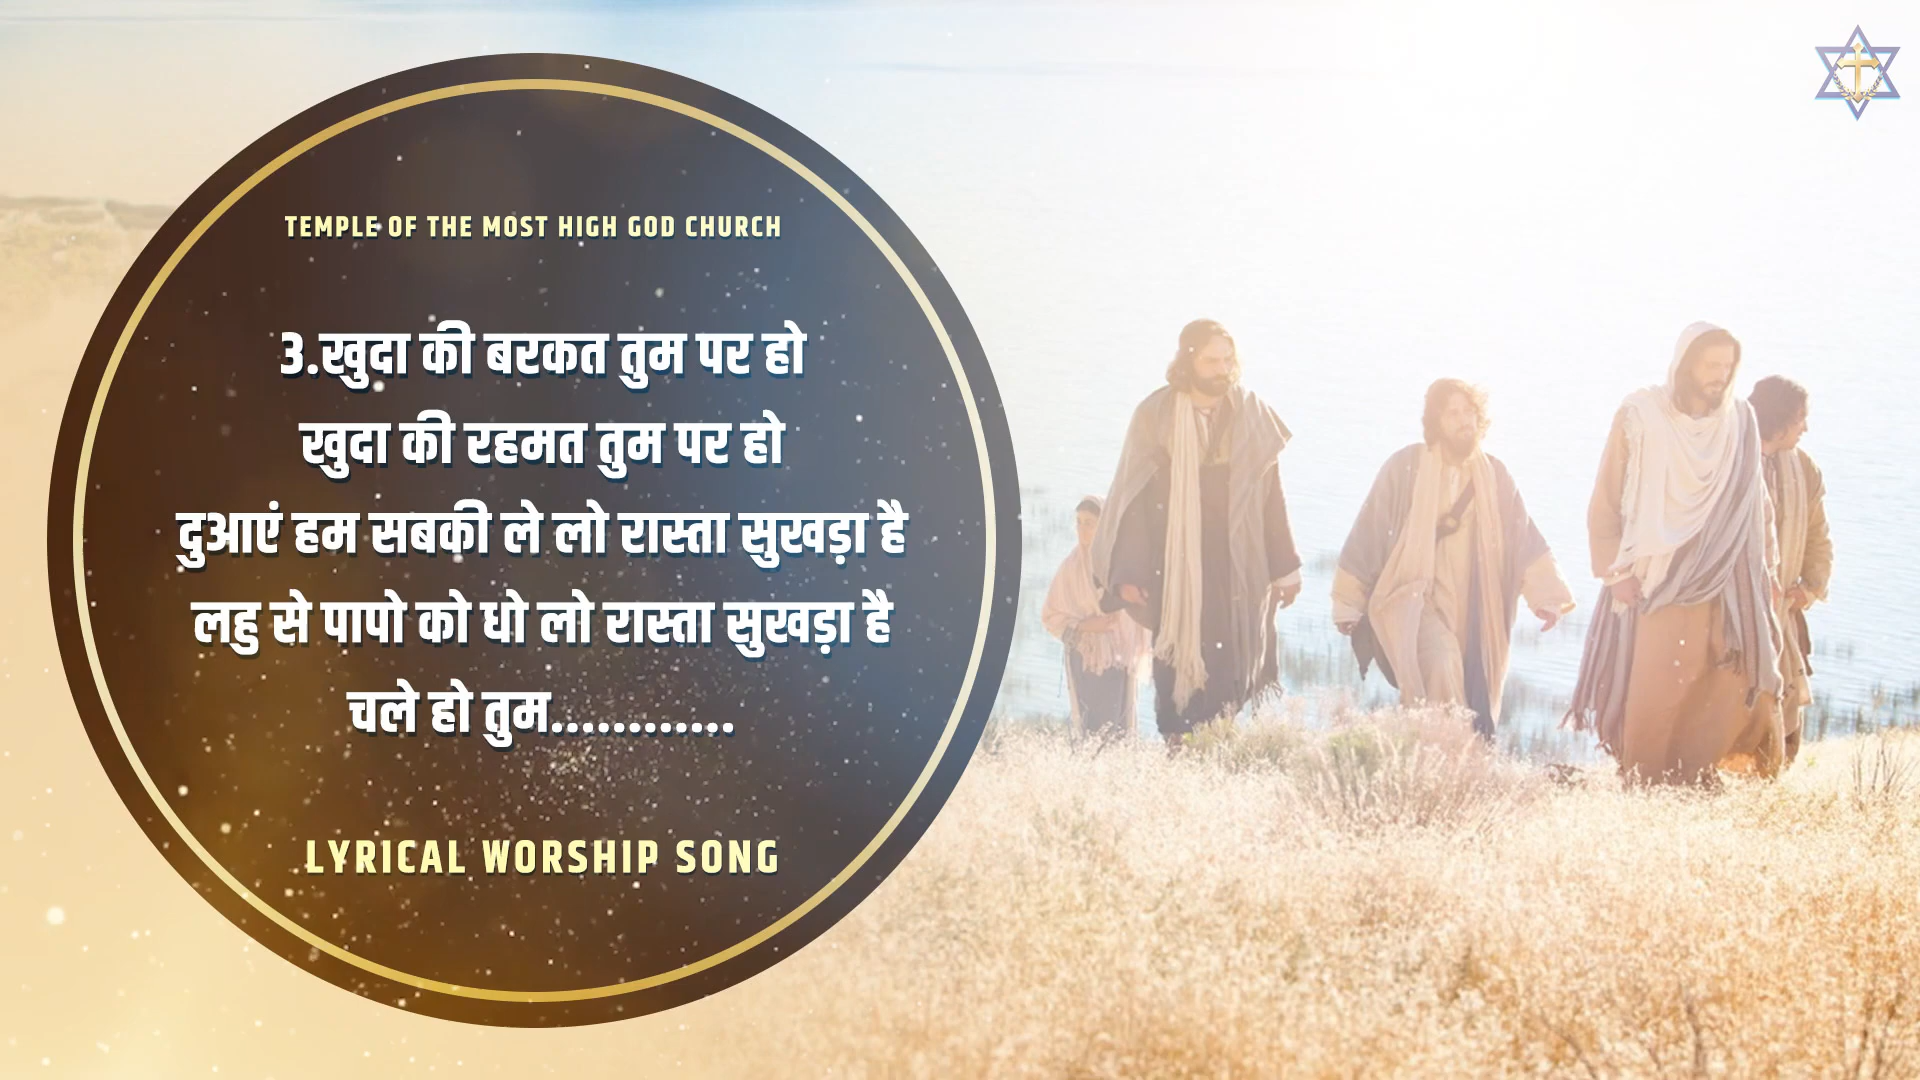 TEMPLE OF THE MOST HIGH GOD CHURCH
3.खुदा की बरकत तुम पर हो
खुदा की रहमत तुम पर हो
दुआएं हम सबकी ले लो रास्ता सुखड़ा है
लहु से पापो को धो लो रास्ता सुखड़ा है
चले हो तुम............
LYRICAL WORSHIP SONG